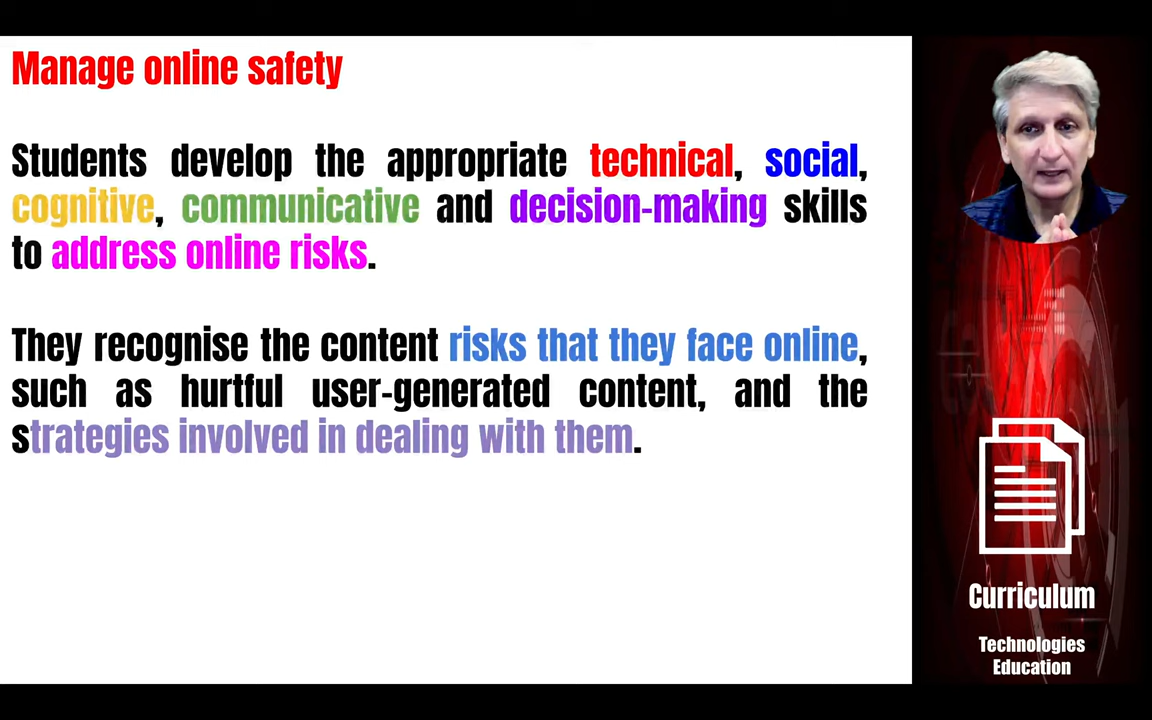 Manage online safety
Students develop the appropriate technical, social,
cognitive, communicative and decision-making skills
to address online risks.
They recognise the content risks that they face online,
such as hurtful user-generated content, and the
strategies involved in dealing with them.
Curriculum
Technologies
Education